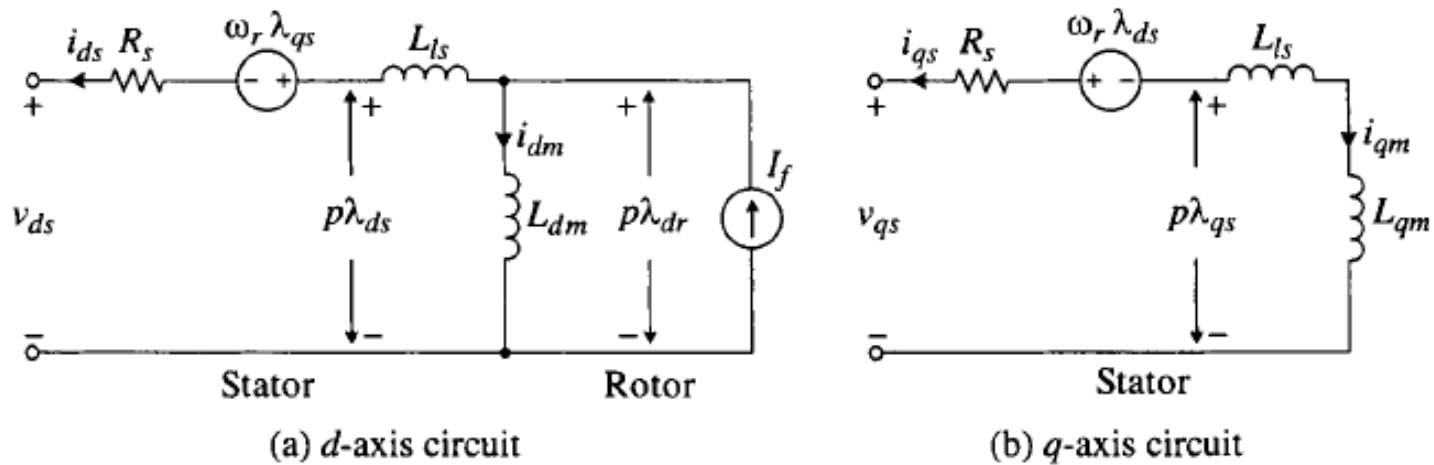 i_ds R_s ω_r λ_qs L_ls
− +
+ + +
i_dm I_f
v_ds pλ_ds L_dm pλ_dr
− − −
Stator Rotor
(a) d-axis circuit
i_qs R_s ω_r λ_ds L_ls
+ −
+ +
i_qm
v_qs pλ_qs L_qm
− −
Stator
(b) q-axis circuit